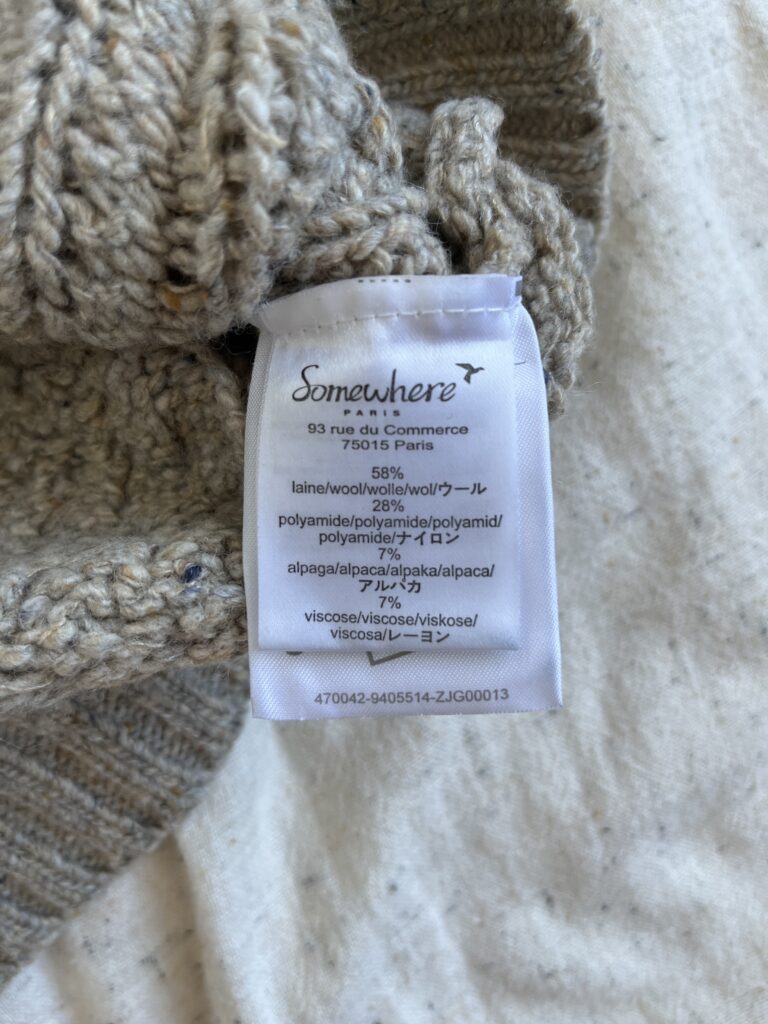 Somewhere
PARIS
93 rue du Commerce
75015 Paris
58%
laine/wool/wolle/wol/ウール
28%
polyamide/polyamide/polyamid/
polyamide/ナイロン
7%
alpaga/alpaca/alpaka/alpaca/
アルパカ
7%
viscose/viscose/viskose/
viscosa/レーヨン
470042-9405514-ZJG00013